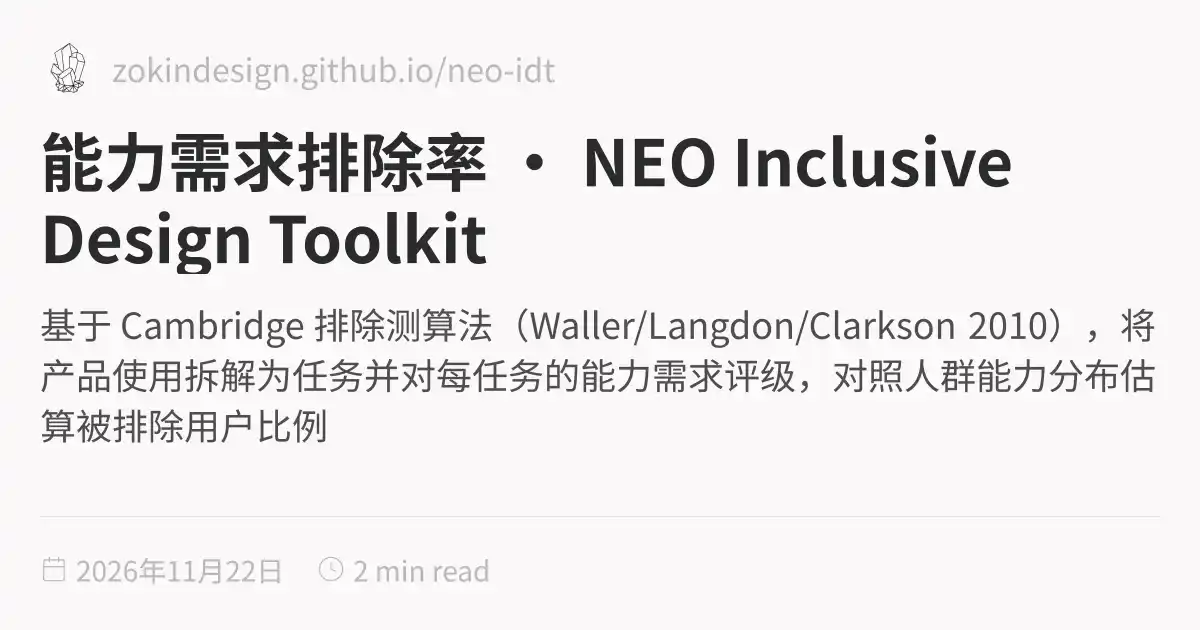 zokindesign.github.io/neo-idt
能力需求排除率 · NEO Inclusive
Design Toolkit
基于 Cambridge 排除测算法（Waller/Langdon/Clarkson 2010），将
产品使用拆解为任务并对每任务的能力需求评级，对照人群能力分布估
算被排除用户比例
2026年11月22日 2 min read